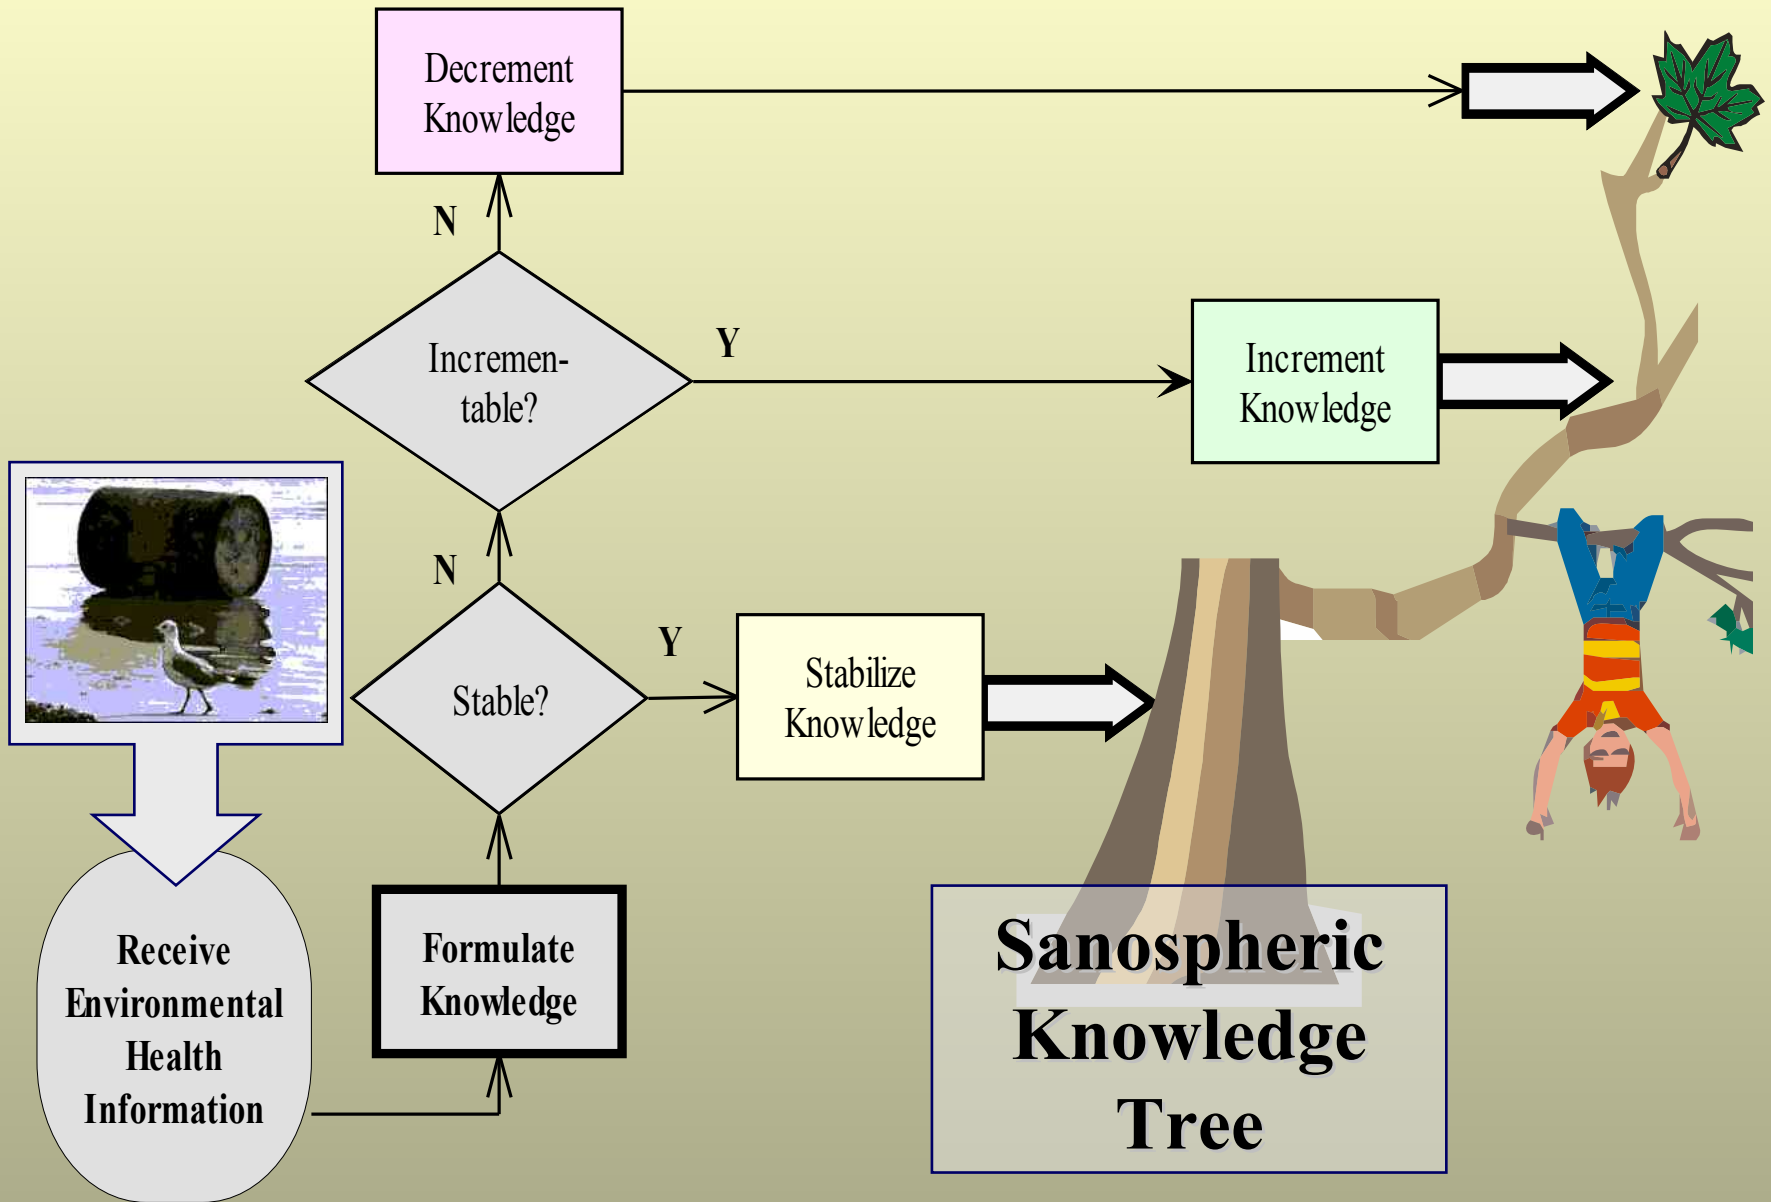 Decrement
Knowledge
N
Incremen-
table?
Y
Increment
Knowledge
N
Stable?
Y
Stabilize
Knowledge
Receive
Environmental
Health
Information
Formulate
Knowledge
Sanospheric
Knowledge
Tree